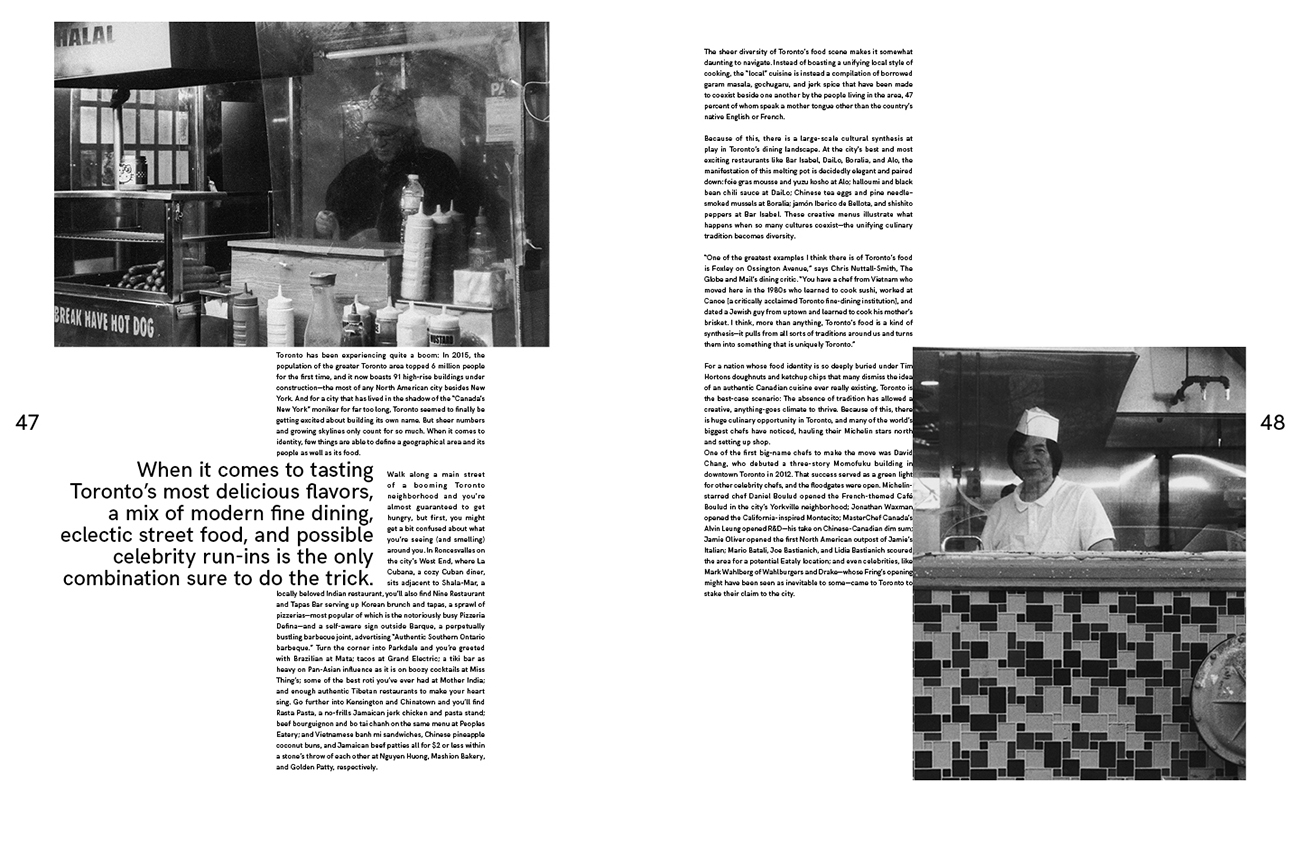 HALAL
PA
BREAK HAVE HOT DOG
MUSTARD
Toronto has been experiencing quite a boom: In 2015, the
population of the greater Toronto area topped 6 million people
for the first time, and it now boasts 91 high-rise buildings under
construction—the most of any North American city besides New
York. And for a city that has lived in the shadow of the "Canada's
New York" moniker for far too long, Toronto seemed to finally be
getting excited about building its own name. But sheer numbers
and growing skylines only count for so much. When it comes to
identity, few things are able to define a geographical area and its
people as well as its food.
47
When it comes to tasting
Toronto's most delicious flavors,
a mix of modern fine dining,
eclectic street food, and possible
celebrity run-ins is the only
combination sure to do the trick.
Walk along a main street
of a booming Toronto
neighborhood and you're
almost guaranteed to get
hungry, but first, you might
get a bit confused about what
you're seeing (and smelling)
around you. In Roncesvalles on
the city's West End, where La
Cubana, a cozy Cuban diner,
sits adjacent to Shala-Mar, a
locally beloved Indian restaurant, you'll also find Nine Restaurant
and Tapas Bar serving up Korean brunch and tapas, a sprawl of
pizzerias—most popular of which is the notoriously busy Pizzeria
Defina—and a self-aware sign outside Barque, a perpetually
bustling barbecue joint, advertising "Authentic Southern Ontario
barbeque." Turn the corner into Parkdale and you're greeted
with Brazilian at Mata; tacos at Grand Electric; a tiki bar as
heavy on Pan-Asian influence as it is on boozy cocktails at Miss
Thing's; some of the best roti you've ever had at Mother India;
and enough authentic Tibetan restaurants to make your heart
sing. Go further into Kensington and Chinatown and you'll find
Rasta Pasta, a no-frills Jamaican jerk chicken and pasta stand;
beef bourguignon and bo tai chanh on the same menu at Peoples
Eatery; and Vietnamese banh mi sandwiches, Chinese pineapple
coconut buns, and Jamaican beef patties all for $2 or less within
a stone's throw of each other at Nguyen Huong, Mashion Bakery,
and Golden Patty, respectively.
The sheer diversity of Toronto's food scene makes it somewhat
daunting to navigate. Instead of boasting a unifying local style of
cooking, the "local" cuisine is instead a compilation of borrowed
garam masala, gochugaru, and jerk spice that have been made
to coexist beside one another by the people living in the area, 47
percent of whom speak a mother tongue other than the country's
native English or French.
Because of this, there is a large-scale cultural synthesis at
play in Toronto's dining landscape. At the city's best and most
exciting restaurants like Bar Isabel, DaiLo, Boralia, and Alo, the
manifestation of this melting pot is decidedly elegant and paired
down: foie gras mousse and yuzu kosho at Alo; halloumi and black
bean chili sauce at DaiLo; Chinese tea eggs and pine needle-
smoked mussels at Boralia; jamón Iberico de Bellota, and shishito
peppers at Bar Isabel. These creative menus illustrate what
happens when so many cultures coexist—the unifying culinary
tradition becomes diversity.
"One of the greatest examples I think there is of Toronto's food
is Foxley on Ossington Avenue," says Chris Nuttall-Smith, The
Globe and Mail's dining critic. "You have a chef from Vietnam who
moved here in the 1980s who learned to cook sushi, worked at
Canoe [a critically acclaimed Toronto fine-dining institution], and
dated a Jewish guy from uptown and learned to cook his mother's
brisket. I think, more than anything, Toronto's food is a kind of
synthesis—it pulls from all sorts of traditions around us and turns
them into something that is uniquely Toronto."
For a nation whose food identity is so deeply buried under Tim
Hortons doughnuts and ketchup chips that many dismiss the idea
of an authentic Canadian cuisine ever really existing, Toronto is
the best-case scenario: The absence of tradition has allowed a
creative, anything-goes climate to thrive. Because of this, there
is huge culinary opportunity in Toronto, and many of the world's
biggest chefs have noticed, hauling their Michelin stars north
and setting up shop.
One of the first big-name chefs to make the move was David
Chang, who debuted a three-story Momofuku building in
downtown Toronto in 2012. That success served as a green light
for other celebrity chefs, and the floodgates were open. Michelin-
starred chef Daniel Boulud opened the French-themed Café
Boulud in the city's Yorkville neighborhood; Jonathan Waxman
opened the California-inspired Montecito; MasterChef Canada's
Alvin Leung opened R&D—his take on Chinese-Canadian dim sum;
Jamie Oliver opened the first North American outpost of Jamie's
Italian; Mario Batali, Joe Bastianich, and Lidia Bastianich scoured
the area for a potential Eataly location; and even celebrities, like
Mark Wahlberg of Wahlburgers and Drake—whose Fring's opening
might have been seen as inevitable to some—came to Toronto to
stake their claim to the city.
48